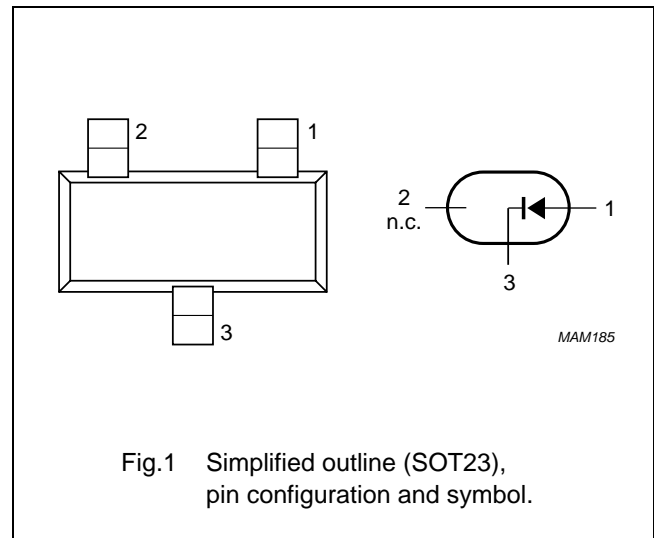 2
1
3
2
n.c.
1
3
MAM185
Fig.1 Simplified outline (SOT23),
pin configuration and symbol.